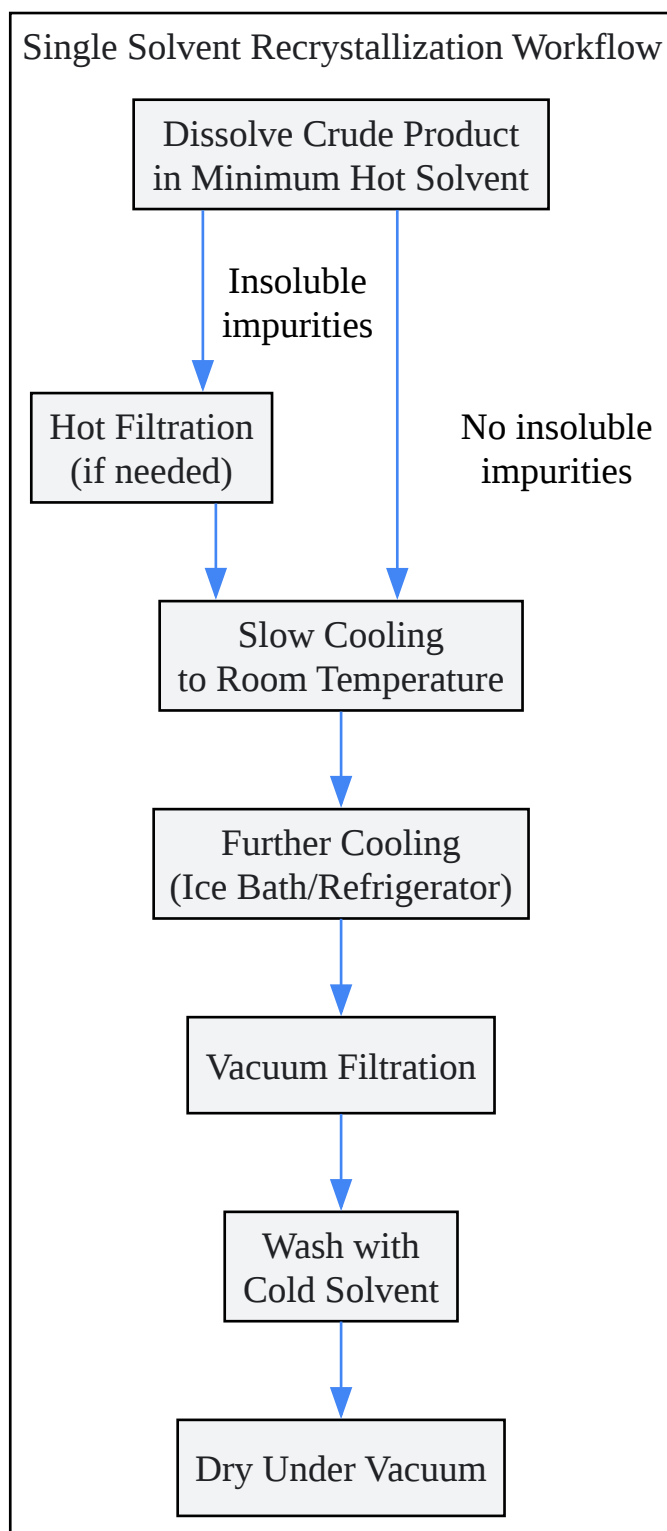 Single Solvent Recrystallization Workflow
Dissolve Crude Product
in Minimum Hot Solvent
Insoluble
impurities
Hot Filtration
(if needed)
No insoluble
impurities
Slow Cooling
to Room Temperature
Further Cooling
(Ice Bath/Refrigerator)
Vacuum Filtration
Wash with
Cold Solvent
Dry Under Vacuum